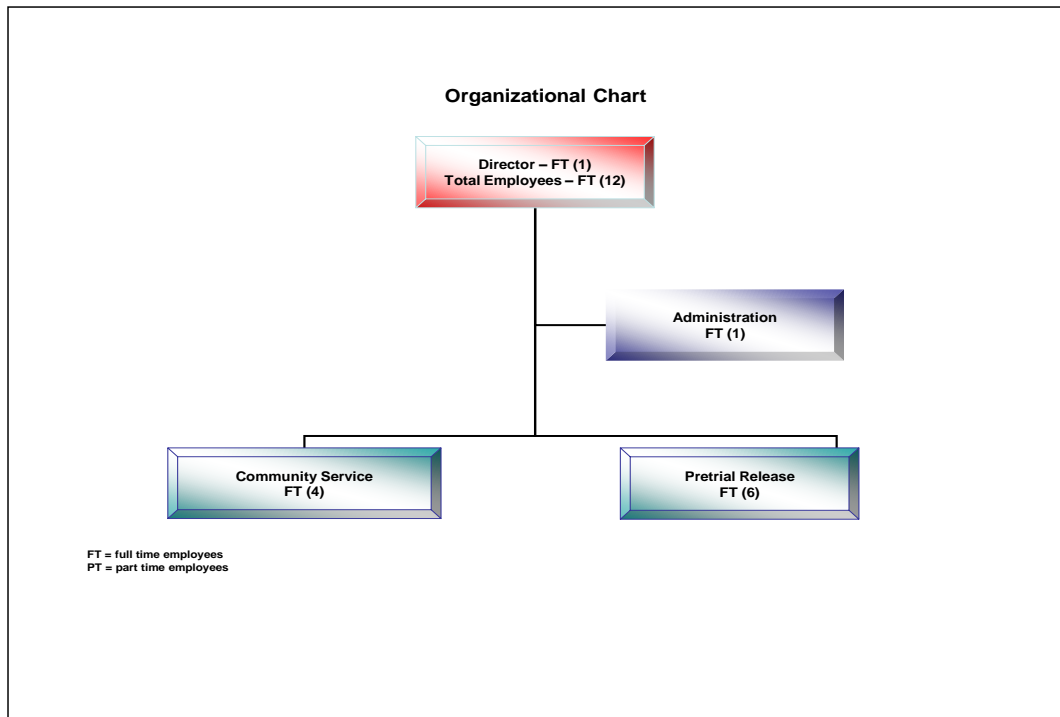 Organizational Chart
Director – FT (1)
Total Employees – FT (12)
Administration
FT (1)
Community Service
FT (4)
Pretrial Release
FT (6)
FT = full time employees
PT = part time employees